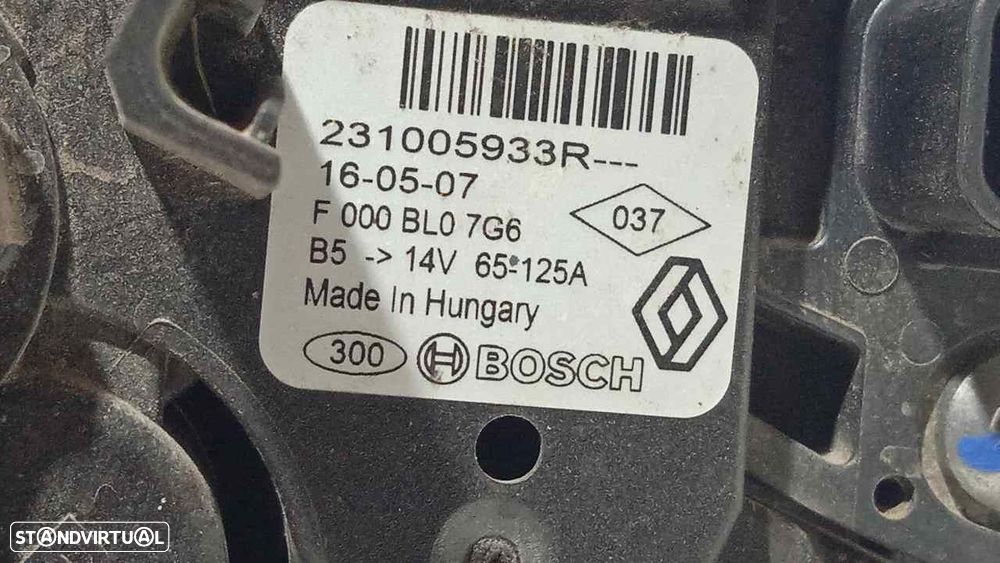 231005933R---
16-05-07
F 000 BL0 7G6
037
B5 -> 14V 65-125A
Made In Hungary
300 BOSCH
STANDVIRTUAL